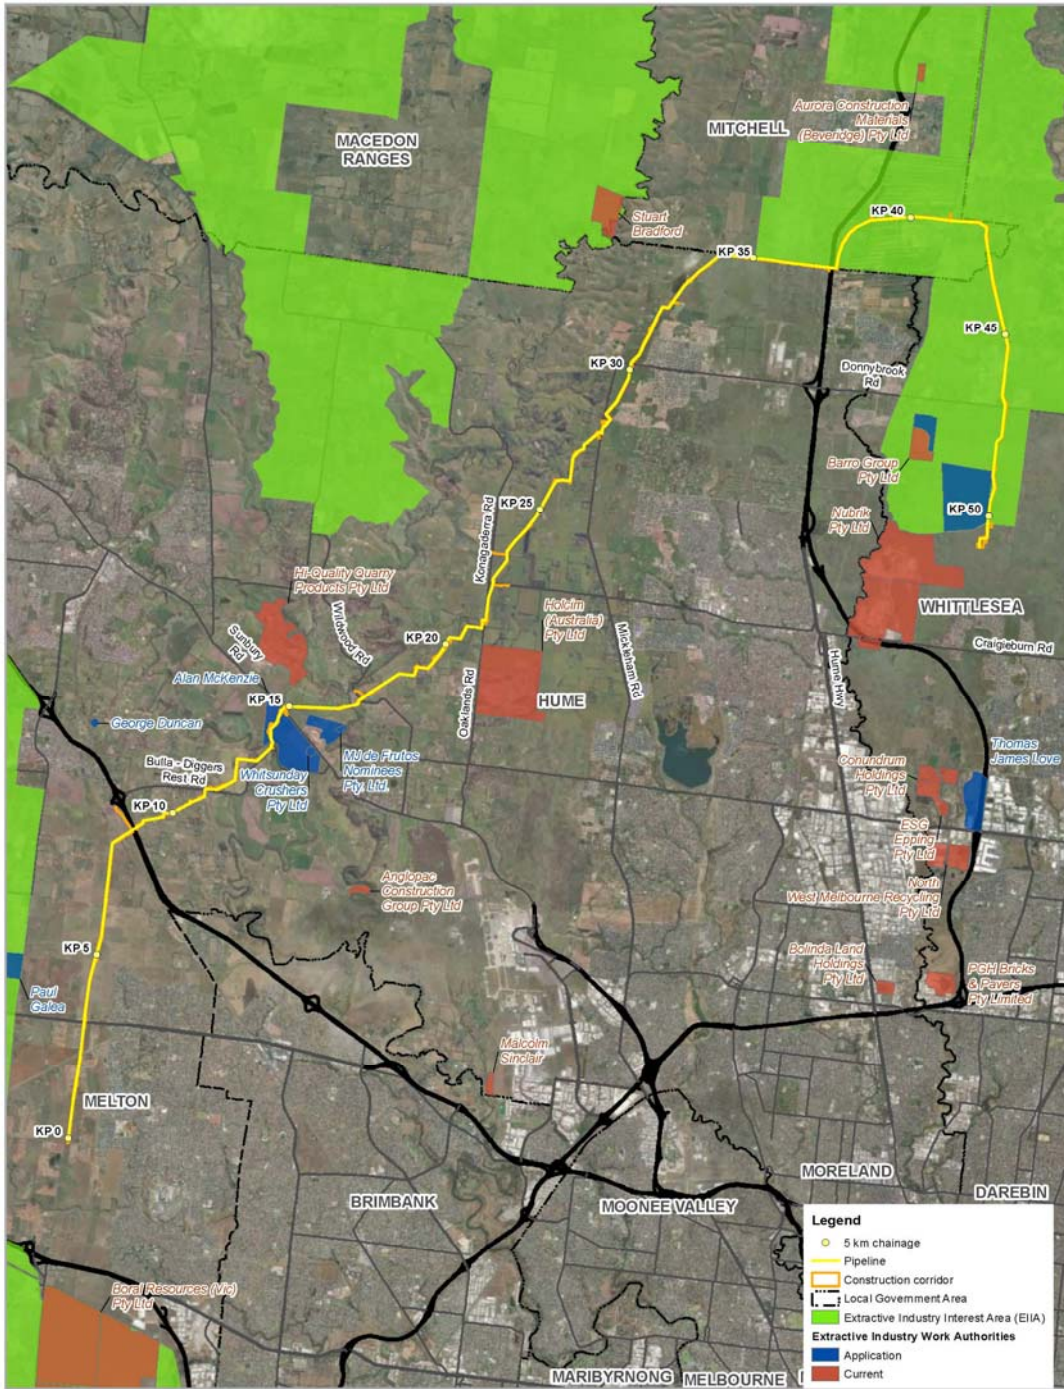 Aurora Construction
Materials
(Beveridge) Pty Ltd
MITCHELL
MACEDON
RANGES
KP 40
Stuart
Bradford
KP 35
KP 45
KP 30
Donnybrook
Rd
Barro Group
Pty Ltd
KP 25
KP 50
Nubrik
Pty Ltd
Konagaderra Rd
Hi-Quality Quarry
Products Pty Ltd
Holcim
(Australia)
Pty Ltd
WHITTLESEA
Wildwood Rd
Sunbury
Rd
KP 20
Mickleham Rd
Craigieburn Rd
Alan McKenzie
Hume Hwy
KP 15
Oaklands Rd
HUME
George Duncan
Bulla - Diggers
Rest Rd
Whitsunday
Crushers
Pty Ltd
MJ de Frutos
Nominees
Pty. Ltd.
Thomas
James Love
Conundrum
Holdings
Pty Ltd
KP 10
ESG
Epping
Pty Ltd
Anglopac
Construction
Group Pty Ltd
North
West Melbourne Recycling
Pty Ltd
KP 5
Bolinda Land
Holdings
Pty Ltd
PGH Bricks
& Pavers
Pty Limited
Paul
Galea
Malcolm
Sinclair
MELTON
KP 0
MORELAND
BRIMBANK
MOONEE VALLEY
DAREBIN
Boral Resources (Vic)
Pty Ltd
MARIBYRNONG
MELBOURNE
Legend
5 km chainage
Pipeline
Construction corridor
Local Government Area
Extractive Industry Interest Area (EIIA)
Extractive Industry Work Authorities
Application
Current